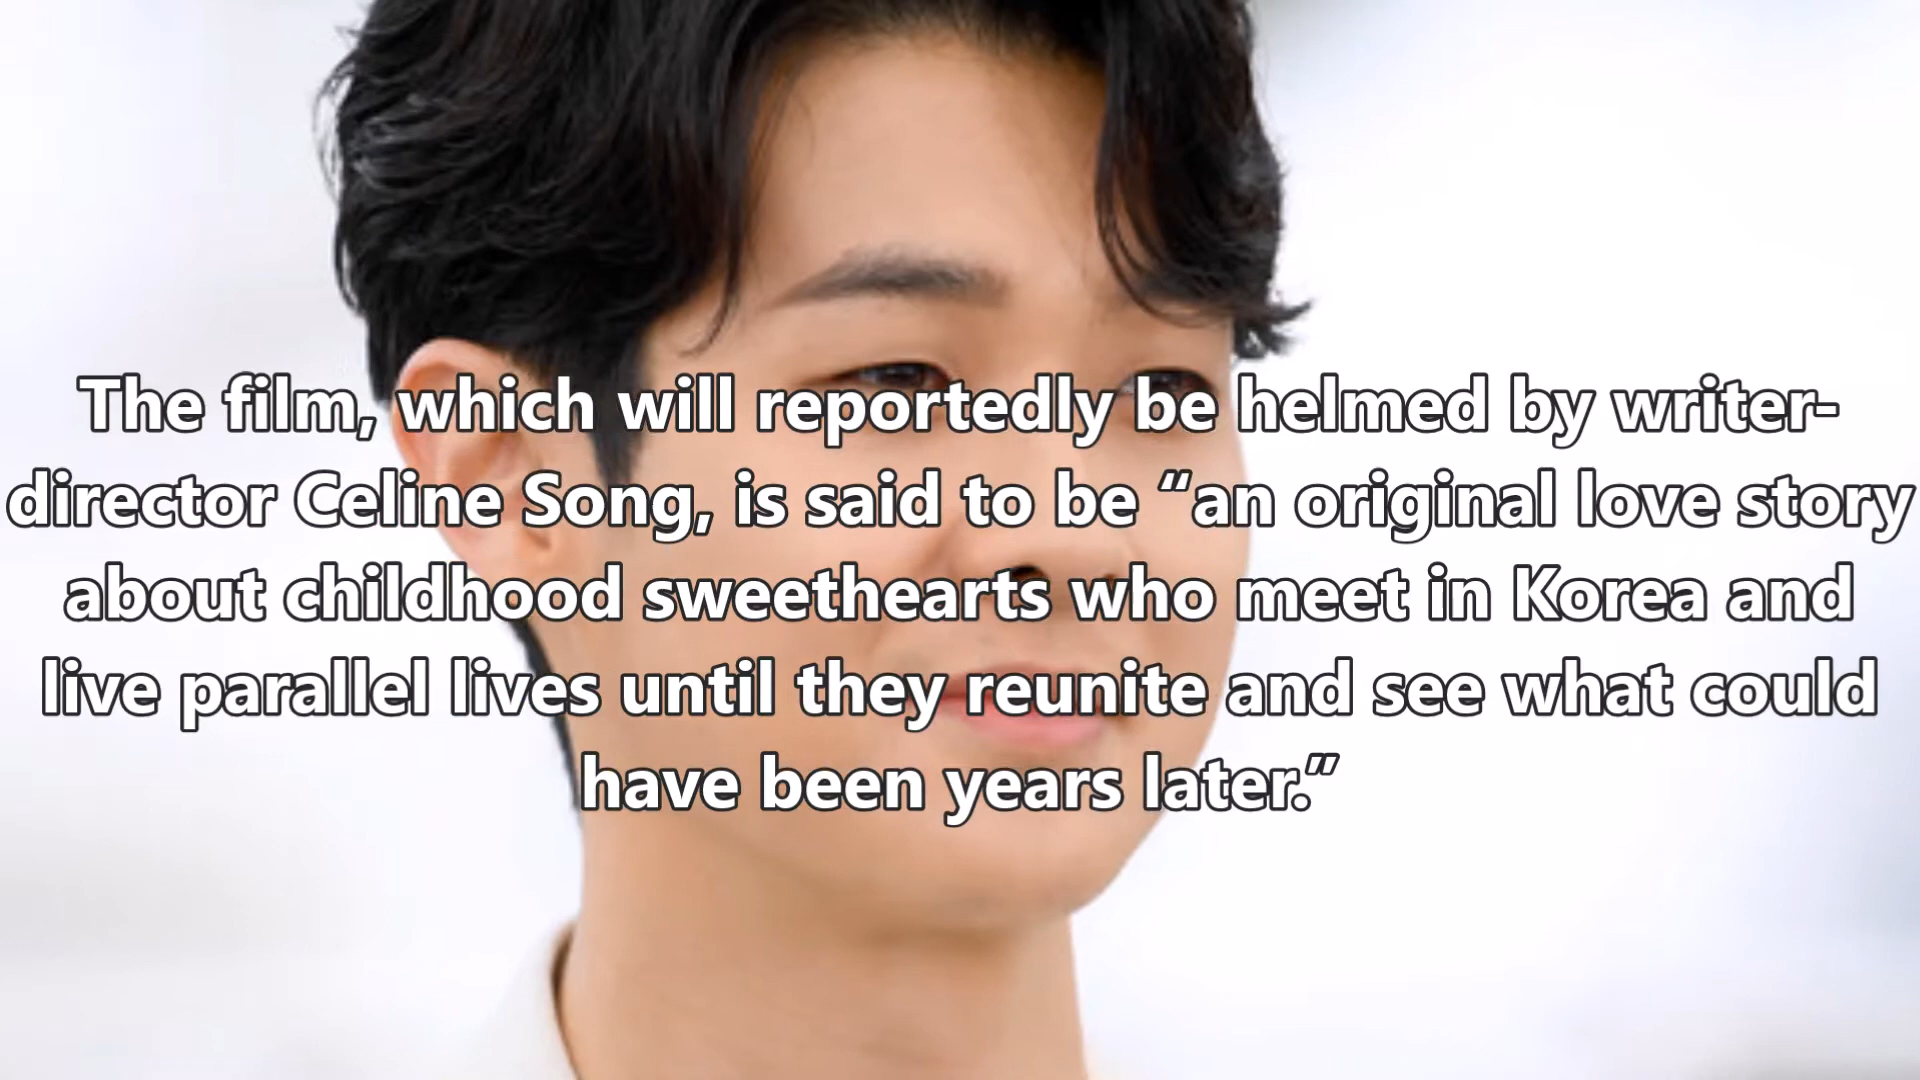 The film, which will reportedly be helmed by writer-
director Celine Song, is said to be “an original love story
about childhood sweethearts who meet in Korea and
live parallel lives until they reunite and see what could
have been years later.”